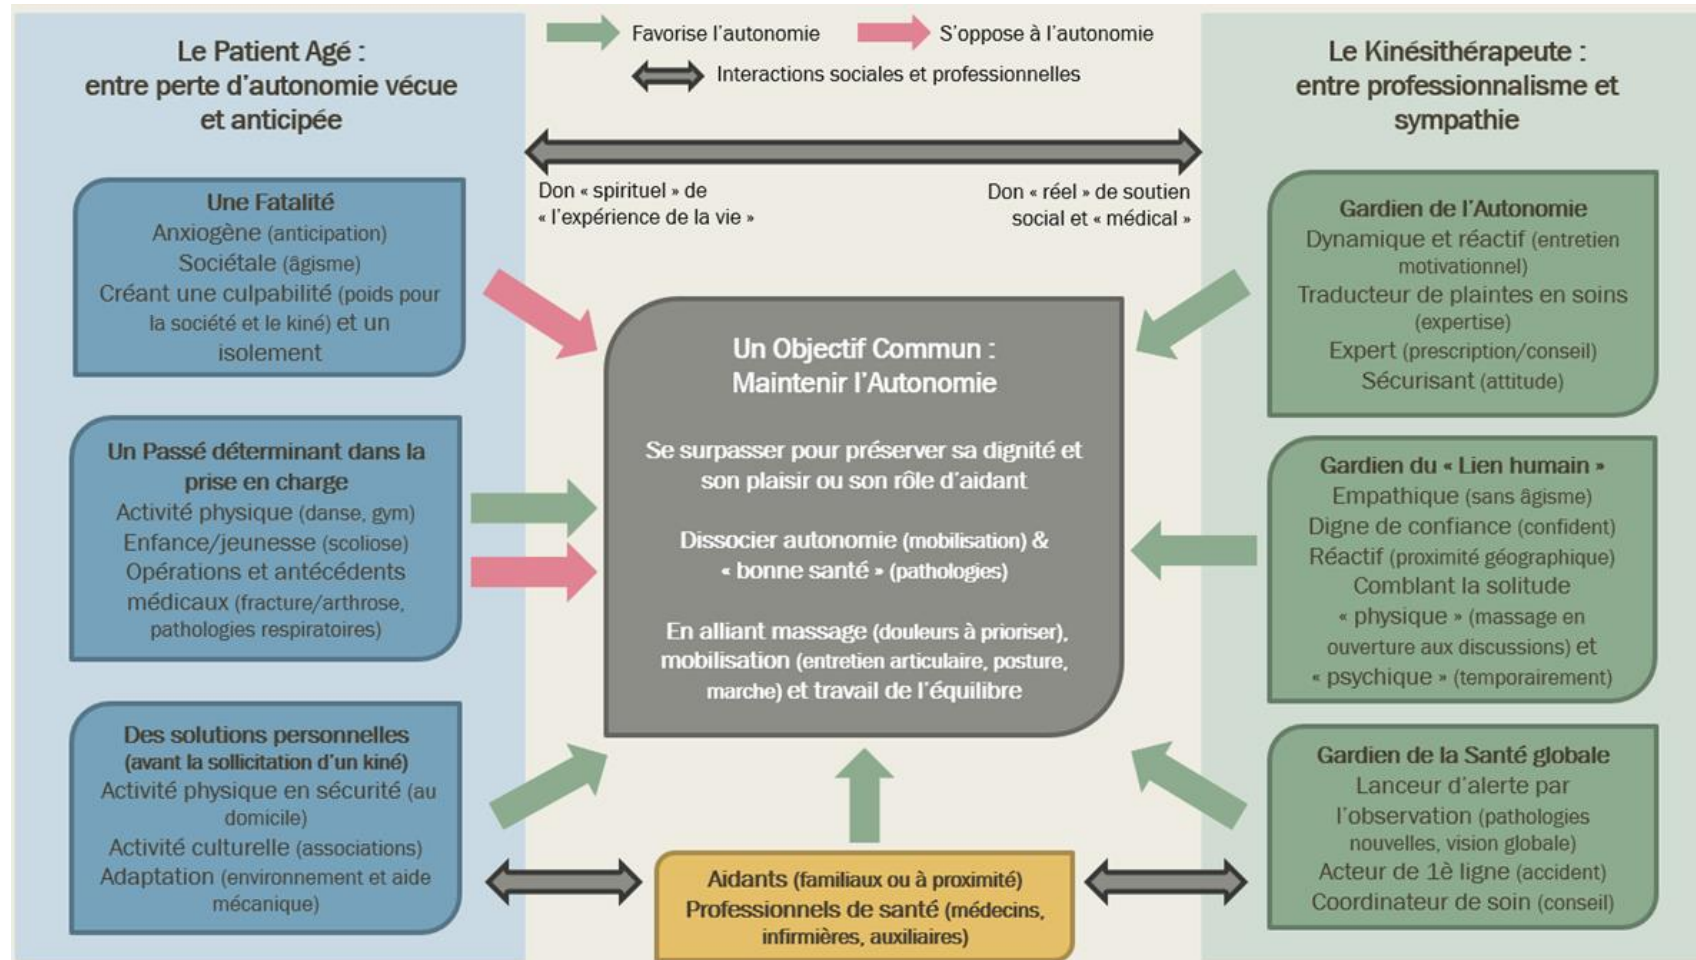 Favorise l'autonomie
S'oppose à l'autonomie
Interactions sociales et professionnelles
Le Patient Agé :
entre perte d'autonomie vécue
et anticipée
Une Fatalité
Anxiogène (anticipation)
Sociétale (âgisme)
Créant une culpabilité (poids pour
la société et le kiné) et un
isolement
Un Passé déterminant dans la
prise en charge
Activité physique (danse, gym)
Enfance/jeunesse (scoliose)
Opérations et antécédents
médicaux (fracture/arthrose,
pathologies respiratoires)
Des solutions personnelles
(avant la sollicitation d'un kiné)
Activité physique en sécurité (au
domicile)
Activité culturelle (associations)
Adaptation (environnement et aide
mécanique)
Don « spirituel » de
« l'expérience de la vie »
Don « réel » de soutien
social et « médical »
Un Objectif Commun :
Maintenir l'Autonomie
Se surpasser pour préserver sa dignité et
son plaisir ou son rôle d'aidant
Dissocier autonomie (mobilisation) &
« bonne santé » (pathologies)
En alliant massage (douleurs à prioriser),
mobilisation (entretien articulaire, posture,
marche) et travail de l'équilibre
Aidants (familiaux ou à proximité)
Professionnels de santé (médecins,
infirmières, auxiliaires)
Le Kinésithérapeute :
entre professionnalisme et
sympathie
Gardien de l'Autonomie
Dynamique et réactif (entretien
motivationnel)
Traducteur de plaintes en soins
(expertise)
Expert (prescription/conseil)
Sécurisant (attitude)
Gardien du « Lien humain »
Empathique (sans âgisme)
Digne de confiance (confident)
Réactif (proximité géographique)
Comblant la solitude
« physique » (massage en
ouverture aux discussions) et
« psychique » (temporairement)
Gardien de la Santé globale
Lanceur d'alerte par
l'observation (pathologies
nouvelles, vision globale)
Acteur de 1è ligne (accident)
Coordinateur de soin (conseil)